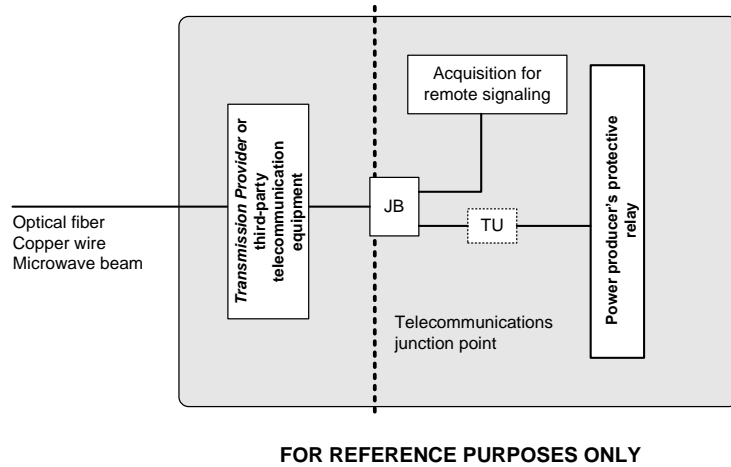 Optical fiber
Copper wire
Microwave beam
Transmission Provider or
third-party
telecommunication
equipment
JB
Acquisition for
remote signaling
TU
Power producer's protective
relay
Telecommunications
junction point
FOR REFERENCE PURPOSES ONLY